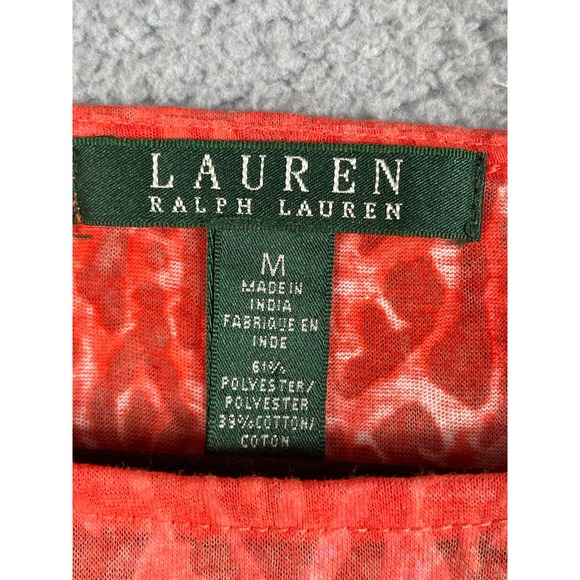 LAUREN
RALPH LAUREN
M
MADE IN
INDIA
FABRIQUE EN
INDE
61%
POLYESTER/
POLYESTER
39%COTTON/
COTON